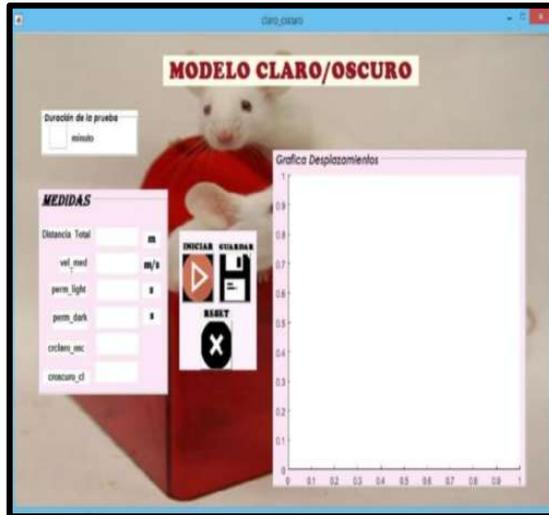 claro_oscuro
MODELO CLARO/OSCURO
Duración de la prueba
minuto
MEDIDAS
Distancia Total
m
vel_med
m/s
perm_light
s
perm_dark
s
crclaro_osc
croscuro_cl
INICIAR
GUARDAR
RESET
Grafica Desplazamientos
1
0.9
0.8
0.7
0.6
0.5
0.4
0.3
0.2
0.1
0
0 0.1 0.2 0.3 0.4 0.5 0.6 0.7 0.8 0.9 1